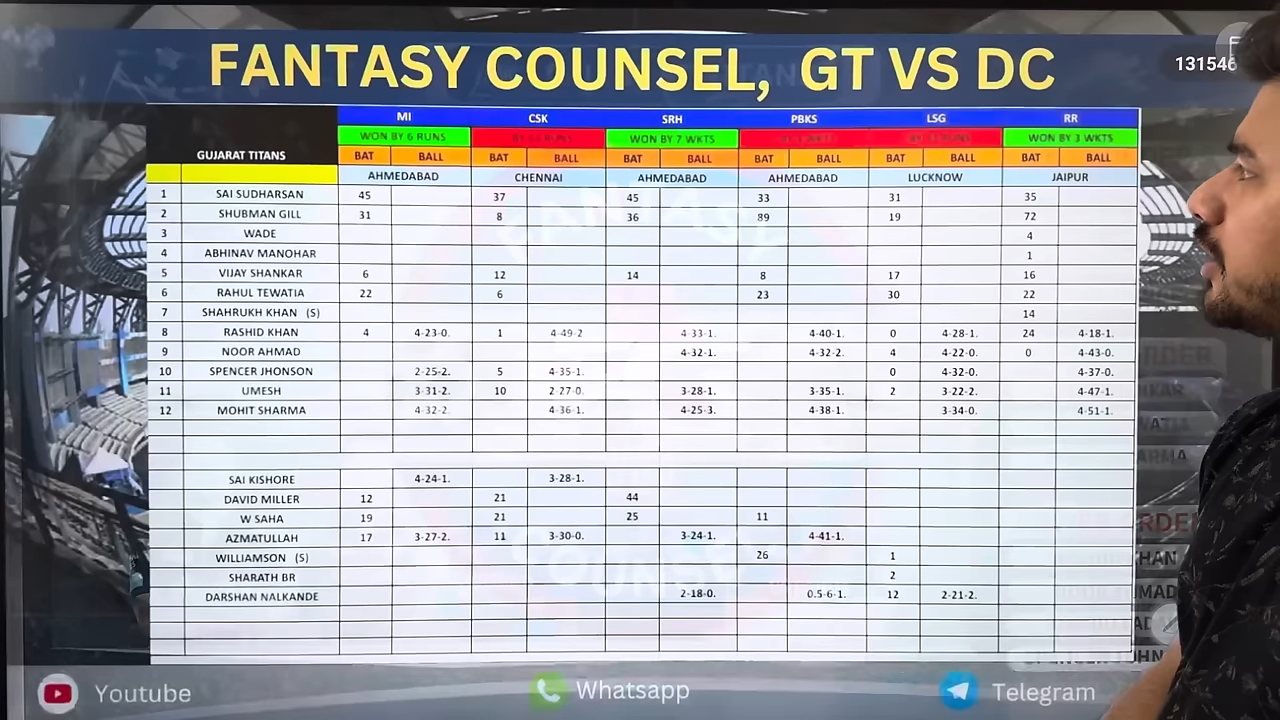 FANTASY COUNSEL, GT VS DC
131546
MI CSK SRH PBKS LSG RR
WON BY 6 RUNS RUNS WON BY 7 WKTS WON BY 3 WKTS
GUJARAT TITANS BAT BALL BAT BALL BAT BALL BAT BALL BAT BALL BAT BALL
AHMEDABAD CHENNAI AHMEDABAD AHMEDABAD LUCKNOW JAIPUR
1 SAI SUDHARSAN 45 37 45 33 31 35
2 SHUBMAN GILL 31 8 36 89 19 72
3 WADE 4
4 ABHINAV MANOHAR 1
5 VIJAY SHANKAR 6 12 14 8 17 16
6 RAHUL TEWATIA 22 6 23 30 22
7 SHAHRUKH KHAN (S) 14
8 RASHID KHAN 4 4-23-0. 1 4-49-2 4-33-1. 4-40-1. 0 4-28-1. 24 4-18-1.
9 NOOR AHMAD 4-32-1. 4-32-2. 4 4-22-0. 0 4-43-0.
10 SPENCER JHONSON 2-25-2. 5 4-35-1. 0 4-32-0. 4-37-0.
11 UMESH 3-31-2. 10 2-27-0. 3-28-1. 3-35-1. 2 3-22-2. 4-47-1.
12 MOHIT SHARMA 4-32-2. 4-36-1. 4-25-3. 4-38-1. 3-34-0. 4-51-1.
SAI KISHORE 4-24-1. 3-28-1.
DAVID MILLER 12 21 44
W SAHA 19 21 25 11
AZMATULLAH 17 3-27-2. 11 3-30-0. 3-24-1. 4-41-1.
WILLIAMSON (S) 26 1
SHARATH BR 2
DARSHAN NALKANDE 2-18-0. 0.5-6-1. 12 2-21-2.
Youtube Whatsapp Telegram